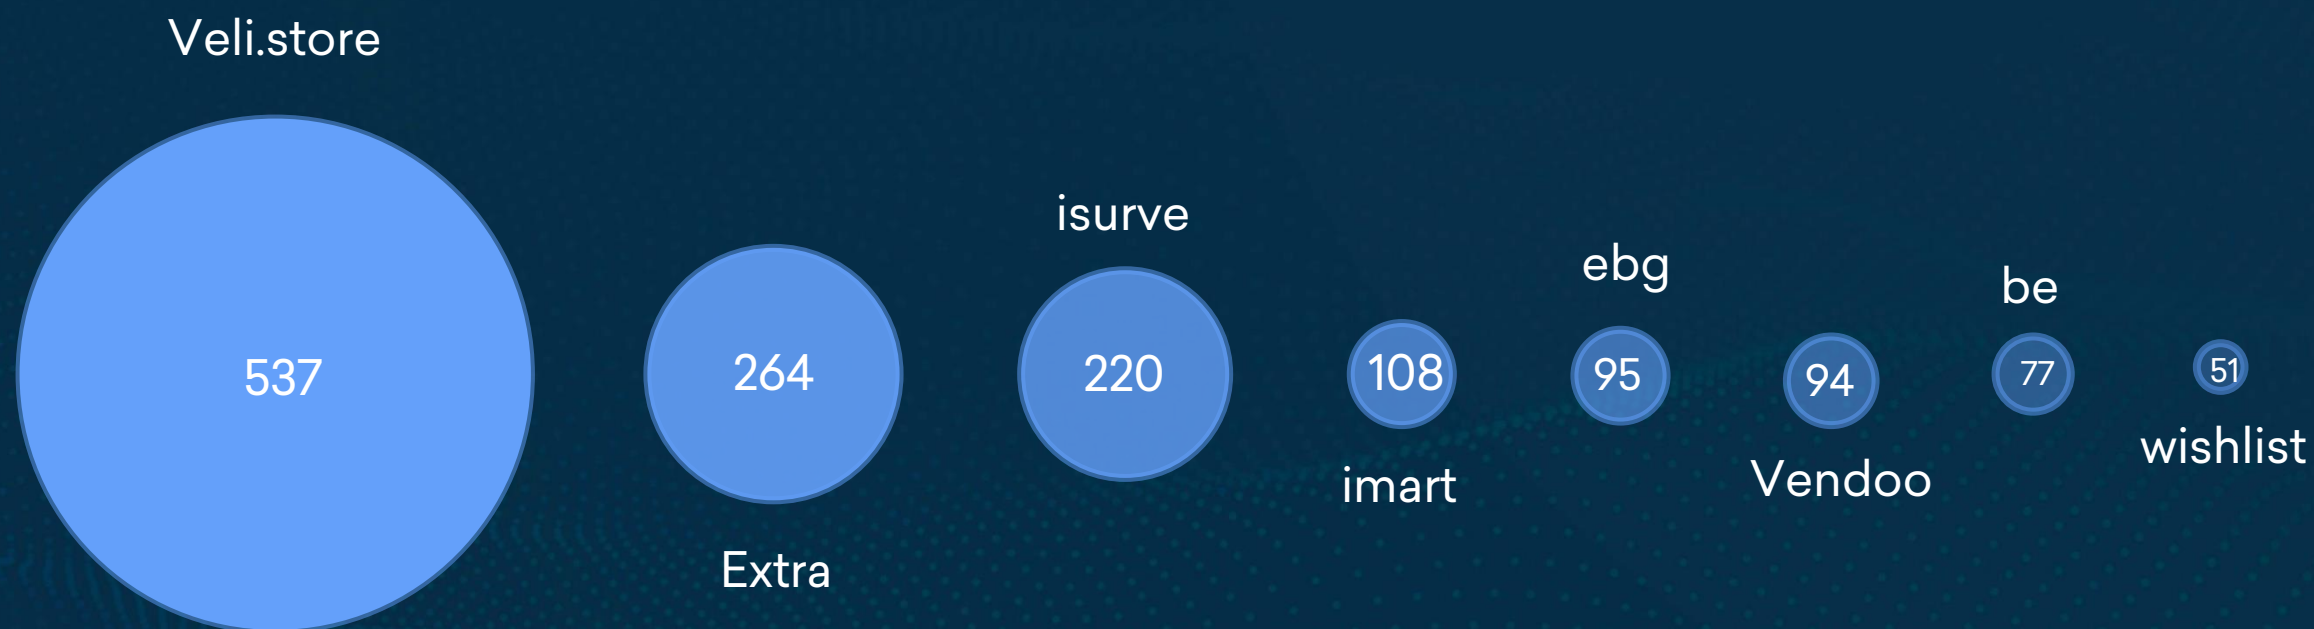 Veli.store
537
264
Extra
isurve
220
108
imart
ebg
95
94
Vendoo
be
77
51
wishlist